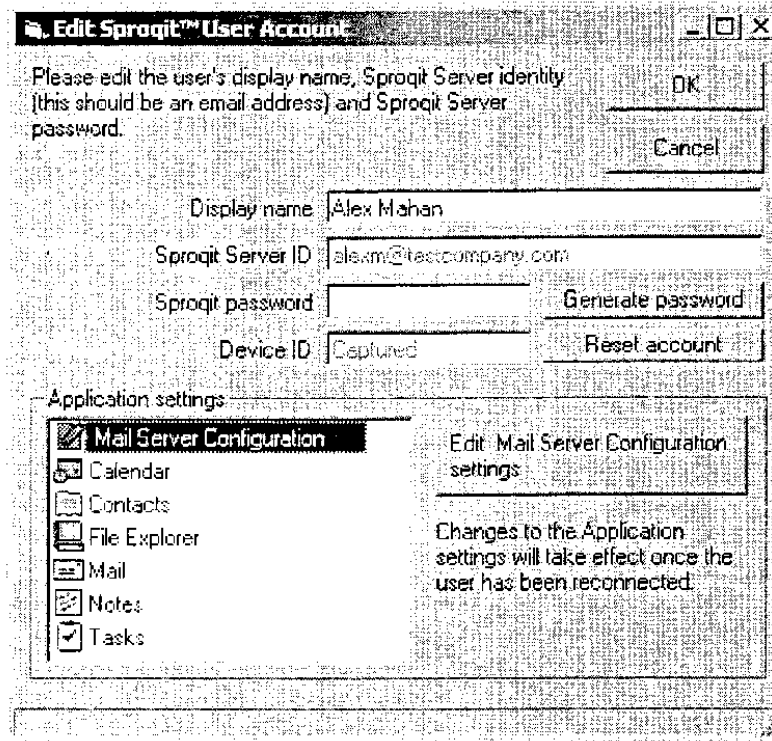 Edit Sproqit™ User Account
Please edit the user's display name, Sproqit Server identity
(this should be an email address) and Sproqit Server
password.
OK
Cancel
Display name Alex Mahan
Sproqit Server ID alexm@testcompany.com
Sproqit password Generate password
Device ID Captured Reset account
Application settings
Mail Server Configuration
Calendar
Contacts
File Explorer
Mail
Notes
Tasks
Edit Mail Server Configuration
settings
Changes to the Application
settings will take effect once the
user has been reconnected.